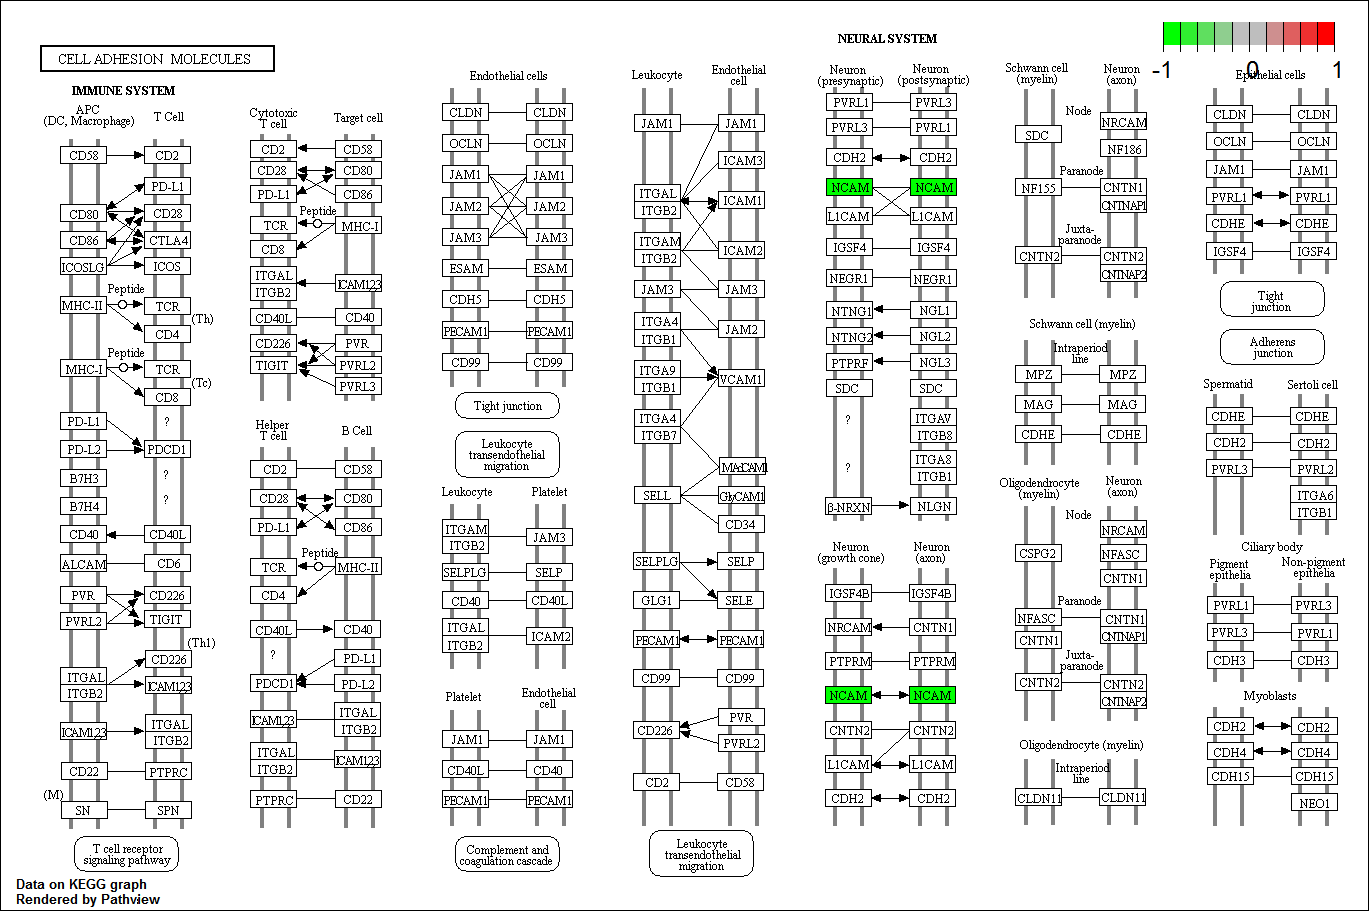 CELL ADHESION MOLECULES
IMMUNE SYSTEM
APC
(DC, Macrophage)
T Cell
CD58
CD2
PD-L1
CD80
CD28
CD86
CTLA4
ICOSLG
ICOS
Peptide
MHC-II
TCR
(Th)
CD4
Peptide
MHC-I
TCR
(Tc)
CD8
PD-L1
?
PD-L2
PDCD1
B7H3
?
B7H4
?
CD40
CD40L
ALCAM
CD6
PVR
CD226
PVRL2
TIGIT
(Th1)
CD226
ITGAL
ITGB2
ICAM123
ICAM123
ITGAL
ITGB2
CD22
PTPRC
(M)
SN
SPN
T cell receptor
signaling pathway
Cytotoxic
T cell
Target cell
CD2
CD58
CD28
CD80
PD-L1
CD86
Peptide
TCR
MHC-I
CD8
ITGAL
ITGB2
ICAM123
CD40L
CD40
CD226
PVR
TIGIT
PVRL2
PVRL3
Helper
T cell
B Cell
CD2
CD58
CD28
CD80
PD-L1
CD86
Peptide
TCR
MHC-II
CD4
CD40L
CD40
?
PD-L1
PDCD1
PD-L2
ICAM123
ITGAL
ITGB2
ITGAL
ITGB2
ICAM123
PTPRC
CD22
Endothelial cells
CLDN
CLDN
OCLN
OCLN
JAM1
JAM1
JAM2
JAM2
JAM3
JAM3
ESAM
ESAM
CDH5
CDH5
PECAM1
PECAM1
CD99
CD99
Tight junction
Leukocyte
transendothelial
migration
Leukocyte
Platelet
ITGAM
ITGB2
JAM3
SELPLG
SELP
CD40
CD40L
ITGAL
ITGB2
ICAM2
Platelet
Endothelial
cell
JAM1
JAM1
CD40L
CD40
PECAM1
PECAM1
Complement and
coagulation cascade
Leukocyte
Endothelial
cell
JAM1
JAM1
ICAM3
ITGAL
ITGB2
ICAM1
ITGAM
ITGB2
ICAM2
JAM3
JAM3
ITGA4
ITGB1
JAM2
ITGA9
ITGB1
VCAM1
ITGA4
ITGB7
MAdCAM1
SELL
GlyCAM1
CD34
SELPLG
SELP
GLG1
SELE
PECAM1
PECAM1
CD99
CD99
PVR
CD226
PVRL2
CD2
CD58
Leukocyte
transendothelial
migration
NEURAL SYSTEM
Neuron
(presynaptic)
Neuron
(postsynaptic)
PVRL1
PVRL3
PVRL3
PVRL1
CDH2
CDH2
NCAM
NCAM
L1CAM
L1CAM
IGSF4
IGSF4
NEGR1
NEGR1
NTNG1
NGL1
NTNG2
NGL2
PTPRF
NGL3
SDC
SDC
?
ITGAV
ITGB8
?
ITGA8
ITGB1
β-NRXN
NLGN
Neuron
(growth cone)
Neuron
(axon)
IGSF4B
IGSF4B
NRCAM
CNTN1
PTPRM
PTPRM
NCAM
NCAM
CNTN2
CNTN2
L1CAM
L1CAM
CDH2
CDH2
Schwann cell
(myelin)
Neuron
(axon)
Node
SDC
NRCAM
NF186
Paranode
NF155
CNTN1
CNTNAP1
Juxta-
paranode
CNTN2
CNTN2
CNTNAP2
Schwann cell (myelin)
Intraperiod
line
MPZ
MPZ
MAG
MAG
CDHE
CDHE
Oligodendrocyte
(myelin)
Neuron
(axon)
Node
NRCAM
CSPG2
NFASC
CNTN1
Paranode
NFASC
CNTN1
CNTN1
CNTNAP1
Juxta-
paranode
CNTN2
CNTN2
CNTNAP2
Oligodendrocyte (myelin)
Intraperiod
line
CLDN11
CLDN11
-1 0 1
Epithelial cells
CLDN
CLDN
OCLN
OCLN
JAM1
JAM1
PVRL1
PVRL1
CDHE
CDHE
IGSF4
IGSF4
Tight
junction
Adherens
junction
Spermatid
Sertoli cell
CDHE
CDHE
CDH2
CDH2
PVRL3
PVRL2
ITGA6
ITGB1
Ciliary body
Pigment
epithelia
Non-pigment
epithelia
PVRL1
PVRL3
PVRL3
PVRL1
CDH3
CDH3
Myoblasts
CDH2
CDH2
CDH4
CDH4
CDH15
CDH15
NEO1
Data on KEGG graph
Rendered by Pathview